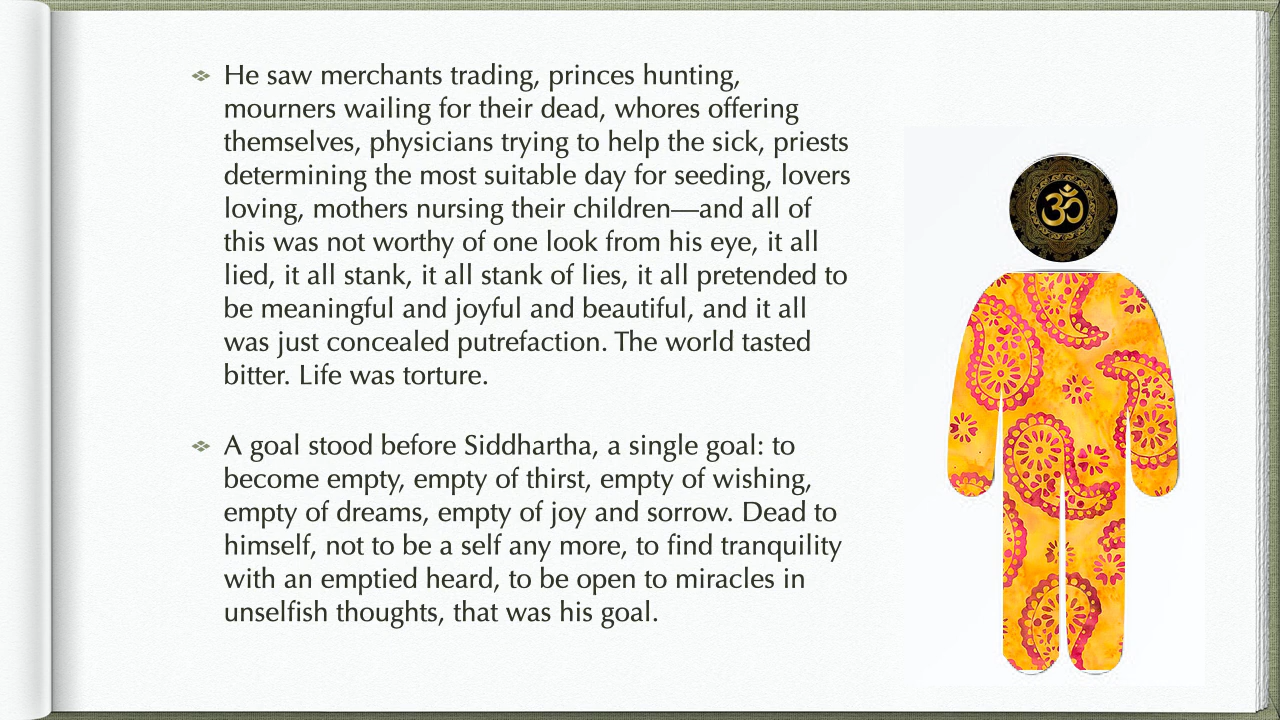 He saw merchants trading, princes hunting,
mourners wailing for their dead, whores offering
themselves, physicians trying to help the sick, priests
determining the most suitable day for seeding, lovers
loving, mothers nursing their children—and all of
this was not worthy of one look from his eye, it all
lied, it all stank, it all stank of lies, it all pretended to
be meaningful and joyful and beautiful, and it all
was just concealed putrefaction. The world tasted
bitter. Life was torture.
A goal stood before Siddhartha, a single goal: to
become empty, empty of thirst, empty of wishing,
empty of dreams, empty of joy and sorrow. Dead to
himself, not to be a self any more, to find tranquility
with an emptied heard, to be open to miracles in
unselfish thoughts, that was his goal.
ॐ